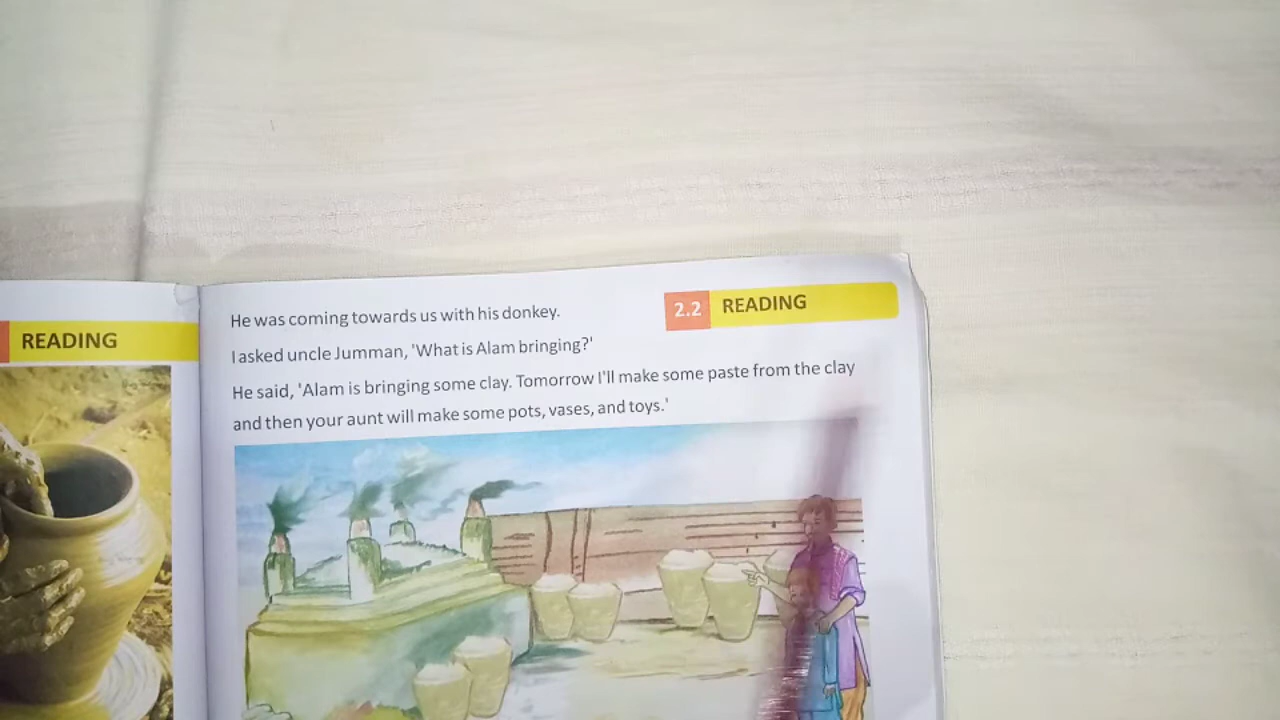 READING
2.2 READING
He was coming towards us with his donkey.
I asked uncle Jumman, 'What is Alam bringing?'
He said, 'Alam is bringing some clay. Tomorrow I'll make some paste from the clay
and then your aunt will make some pots, vases, and toys.'